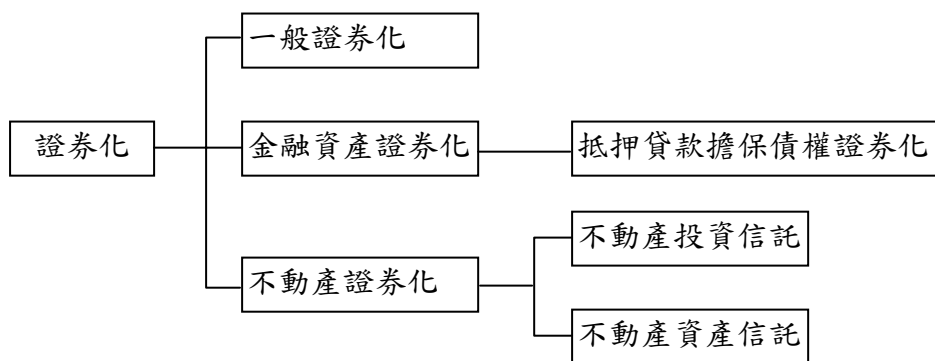 一般證券化
證券化
金融資產證券化
抵押貸款擔保債權證券化
不動產投資信託
不動產證券化
不動產資產信託